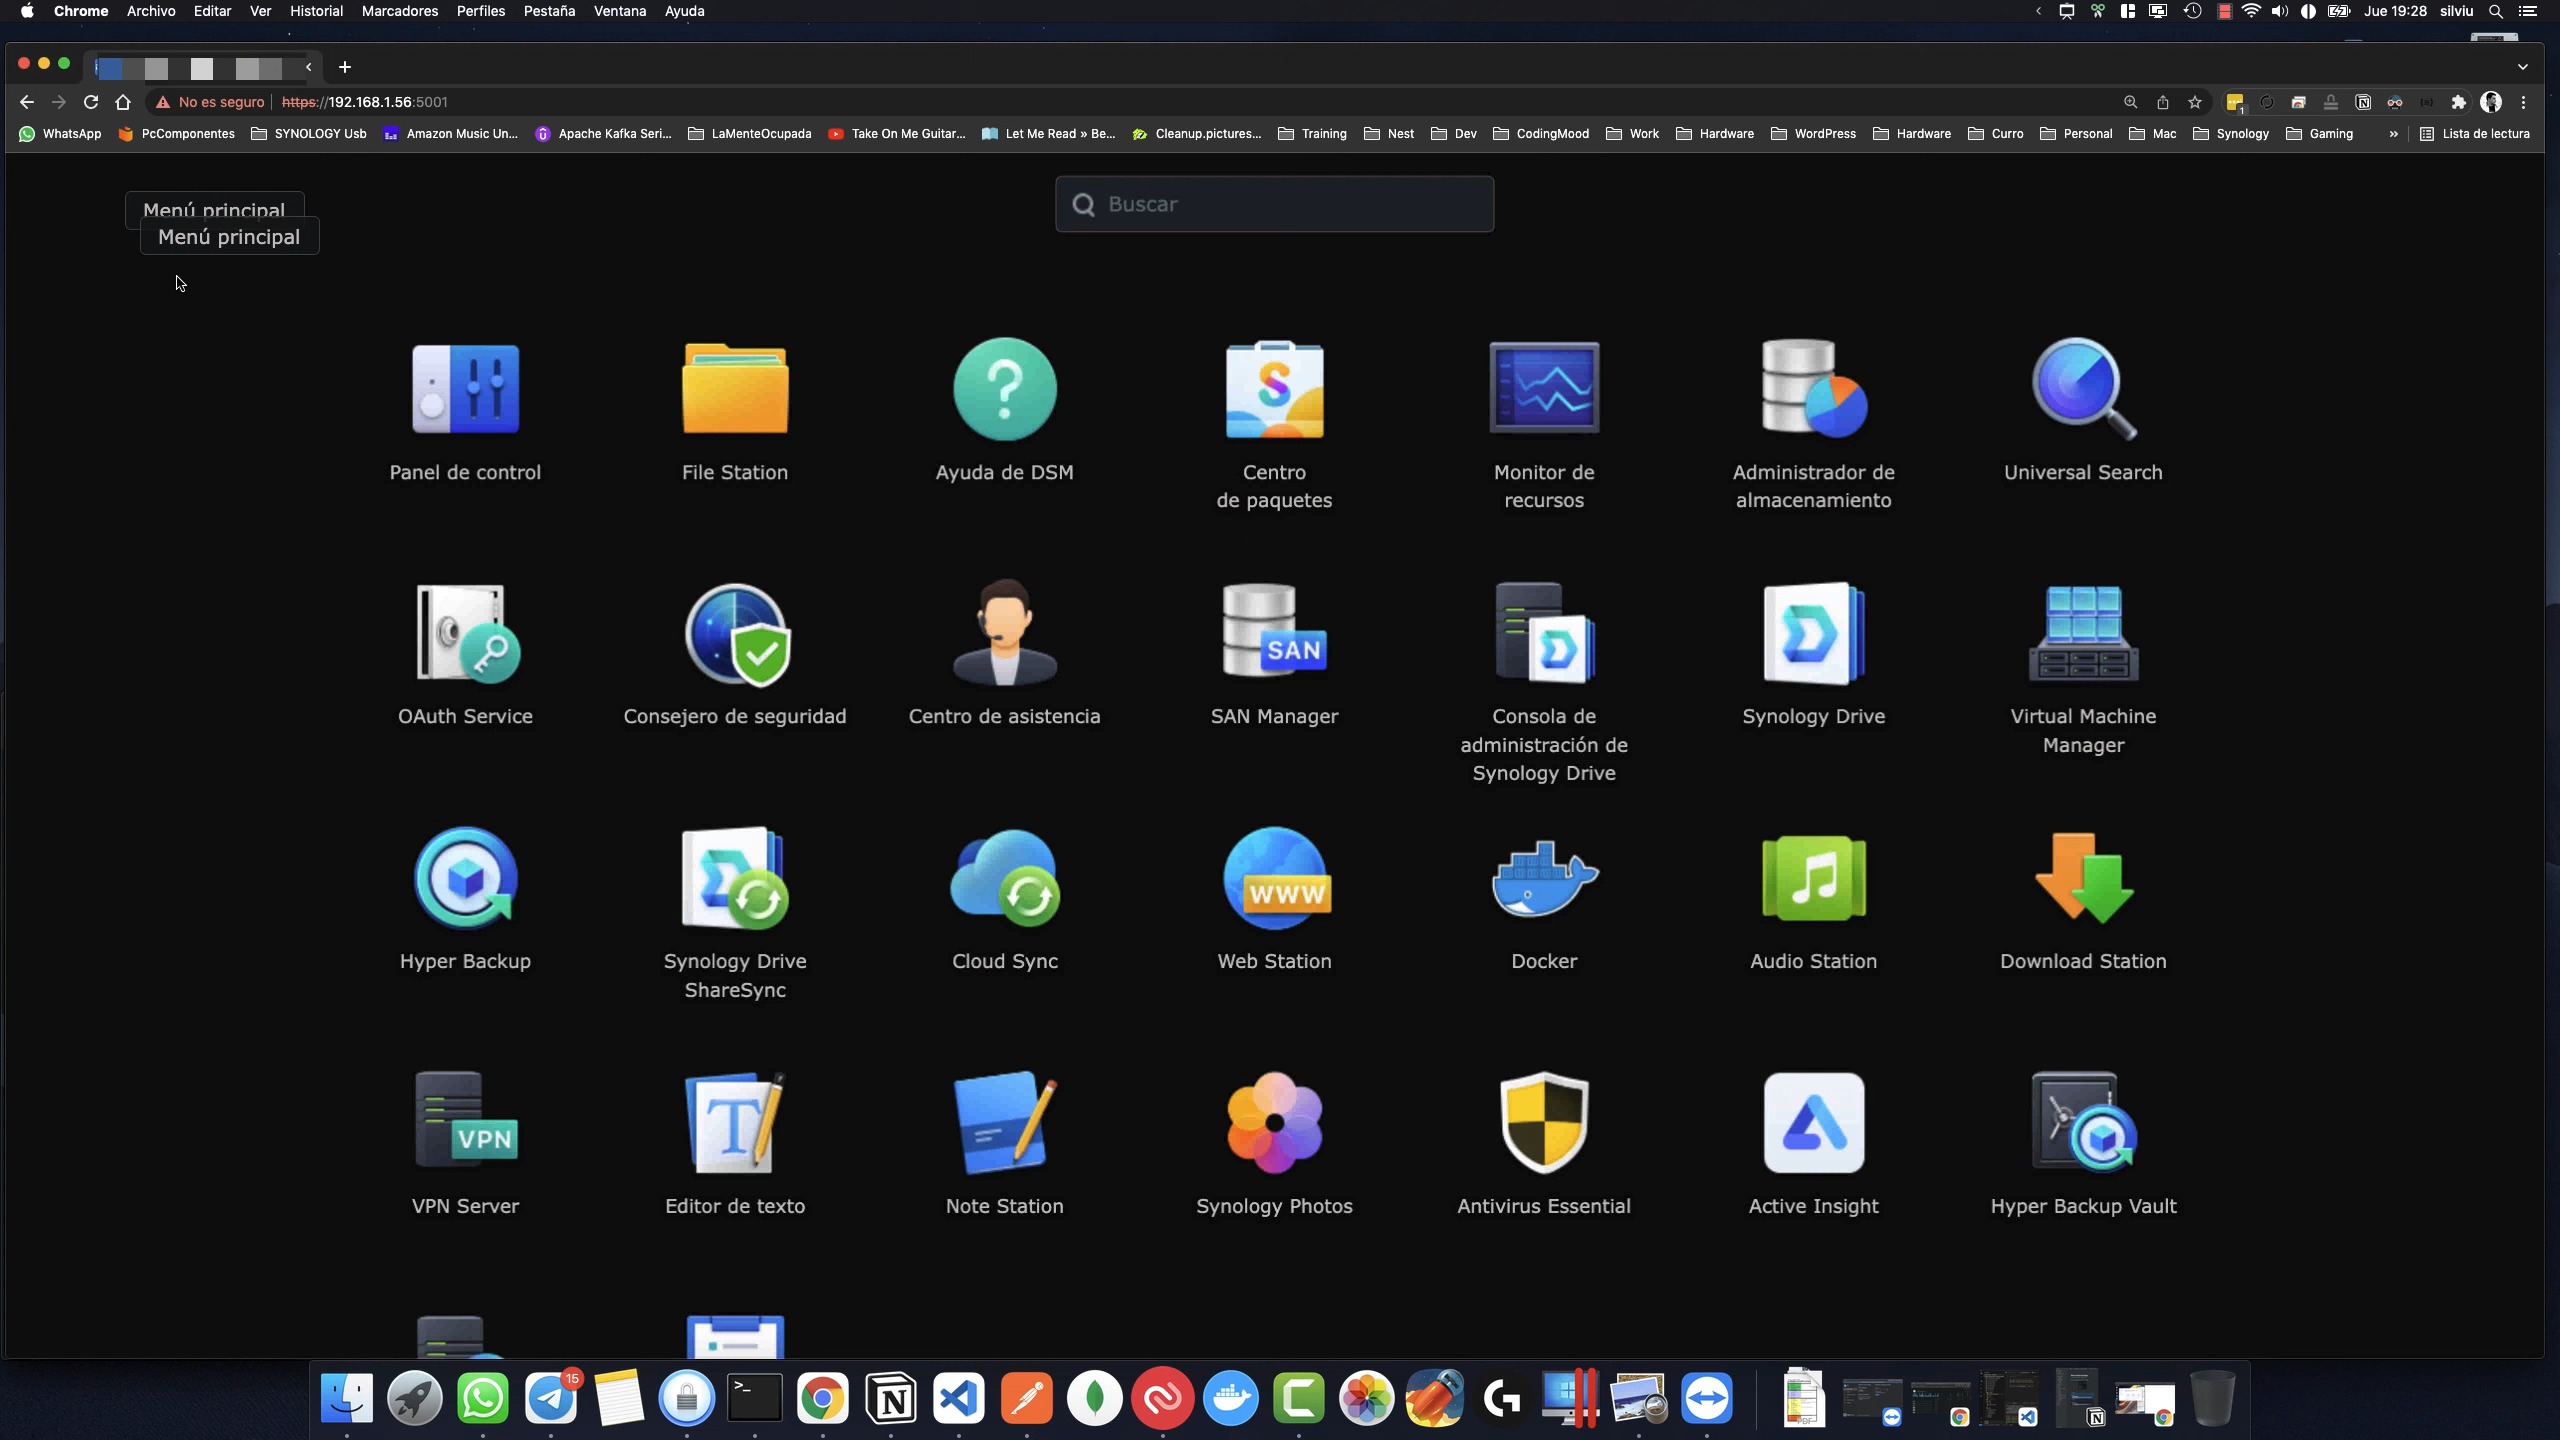 Chrome Archivo Editar Ver Historial Marcadores Perfiles Pestaña Ventana Ayuda
Jue 19:28 silviu
No es seguro https://192.168.1.56:5001
1
WhatsApp PcComponentes SYNOLOGY Usb Amazon Music Un... Apache Kafka Seri... LaMenteOcupada Take On Me Guitar... Let Me Read » Be... Cleanup.pictures... Training Nest Dev CodingMood Work Hardware WordPress Hardware Curro Personal Mac Synology Gaming » Lista de lectura
Menú principal
Menú principal
Buscar
Panel de control
File Station
Ayuda de DSM
Centro
de paquetes
Monitor de
recursos
Administrador de
almacenamiento
Universal Search
SAN
OAuth Service
Consejero de seguridad
Centro de asistencia
SAN Manager
Consola de
administración de
Synology Drive
Synology Drive
Virtual Machine
Manager
WWW
Hyper Backup
Synology Drive
ShareSync
Cloud Sync
Web Station
Docker
Audio Station
Download Station
VPN
VPN Server
Editor de texto
Note Station
Synology Photos
Antivirus Essential
Active Insight
Hyper Backup Vault
15
PDF